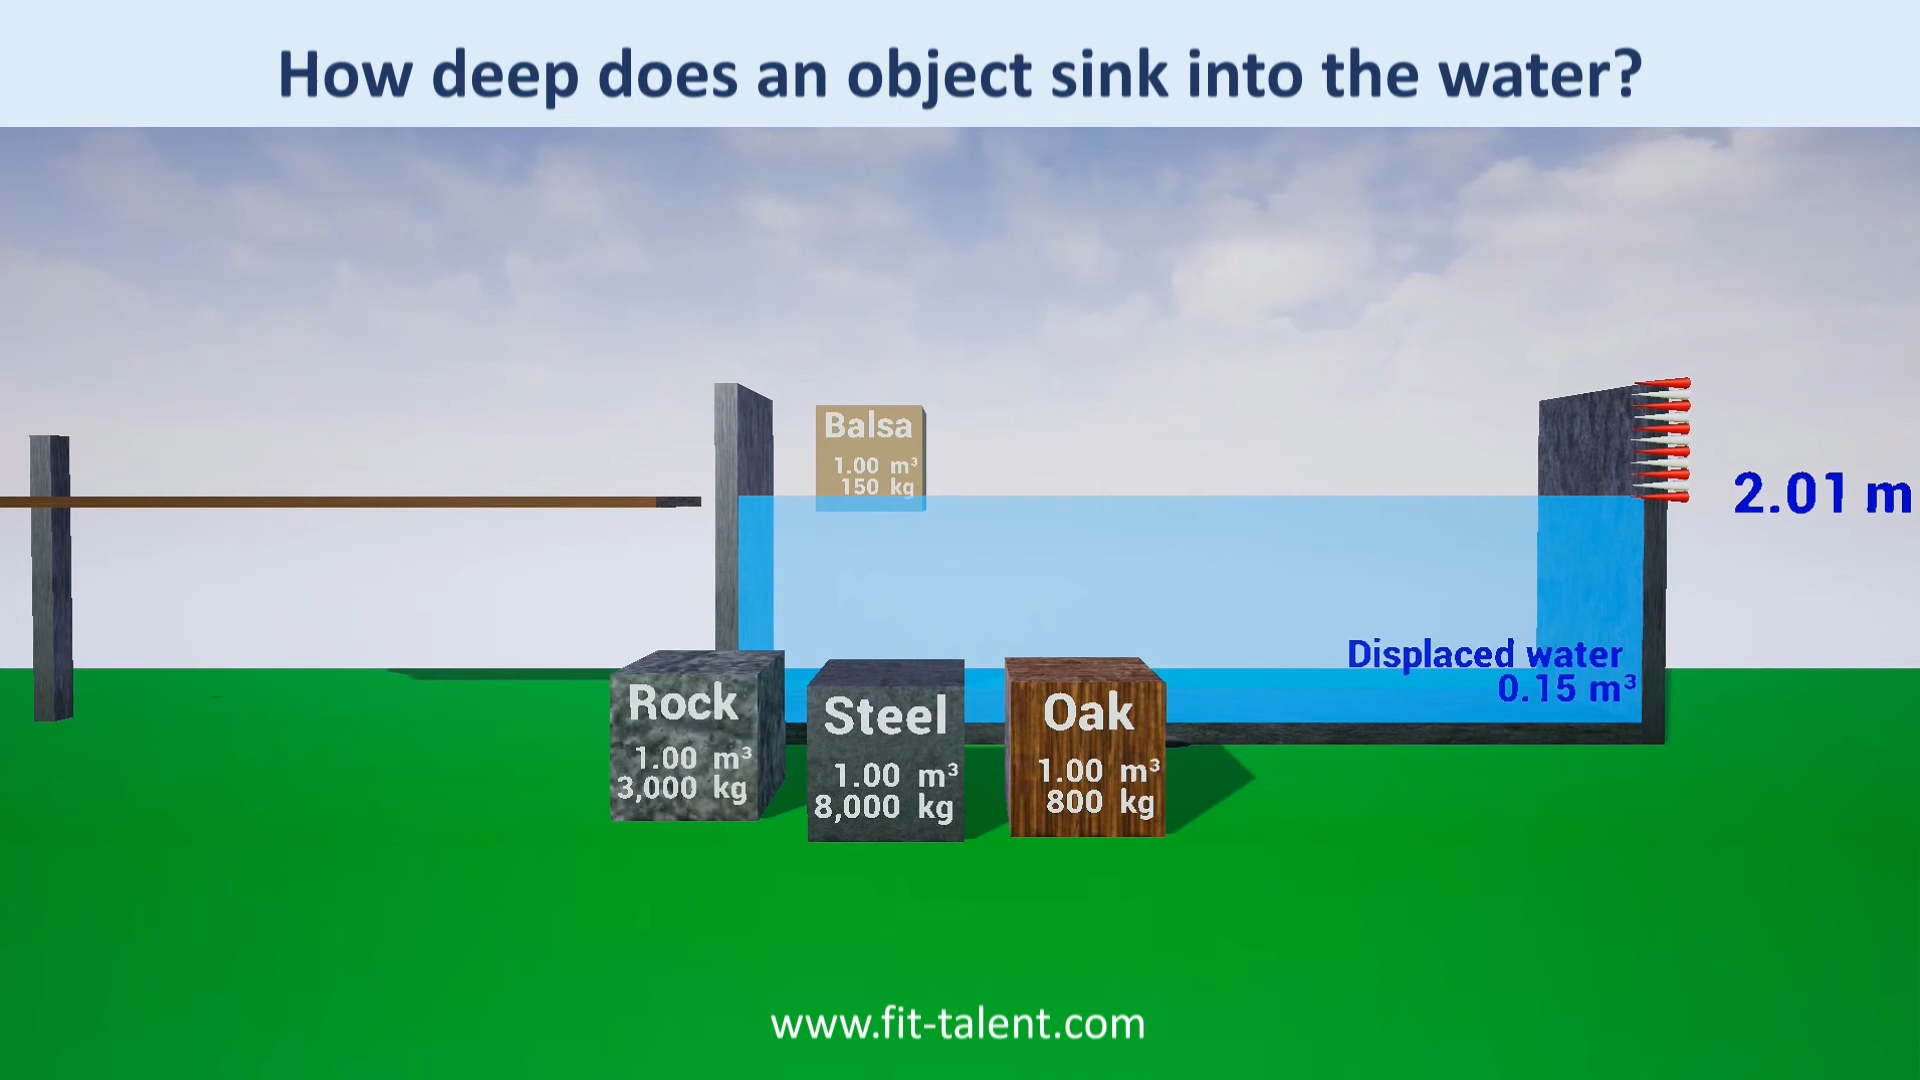 How deep does an object sink into the water?
Balsa
1.00 m³
150 kg
2.01 m
Displaced water
0.15 m³
Rock
1.00 m³
3,000 kg
Steel
1.00 m³
8,000 kg
Oak
1.00 m³
800 kg
www.fit-talent.com